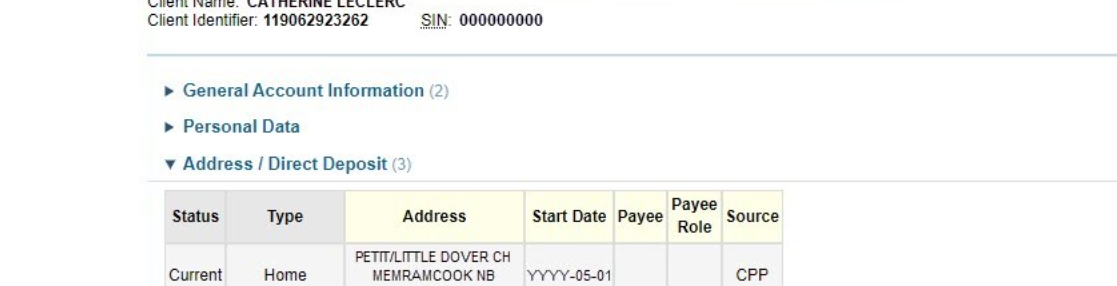 Client Name: CATHERINE LECLERC
Client Identifier: 119062923262 SIN: 000000000
General Account Information (2)
Personal Data
Address / Direct Deposit (3)
Status Type Address Start Date Payee Payee Role Source
Current Home PETIT/LITTLE DOVER CH YYYY-05-01 CPP
MEMRAMCOOK NB